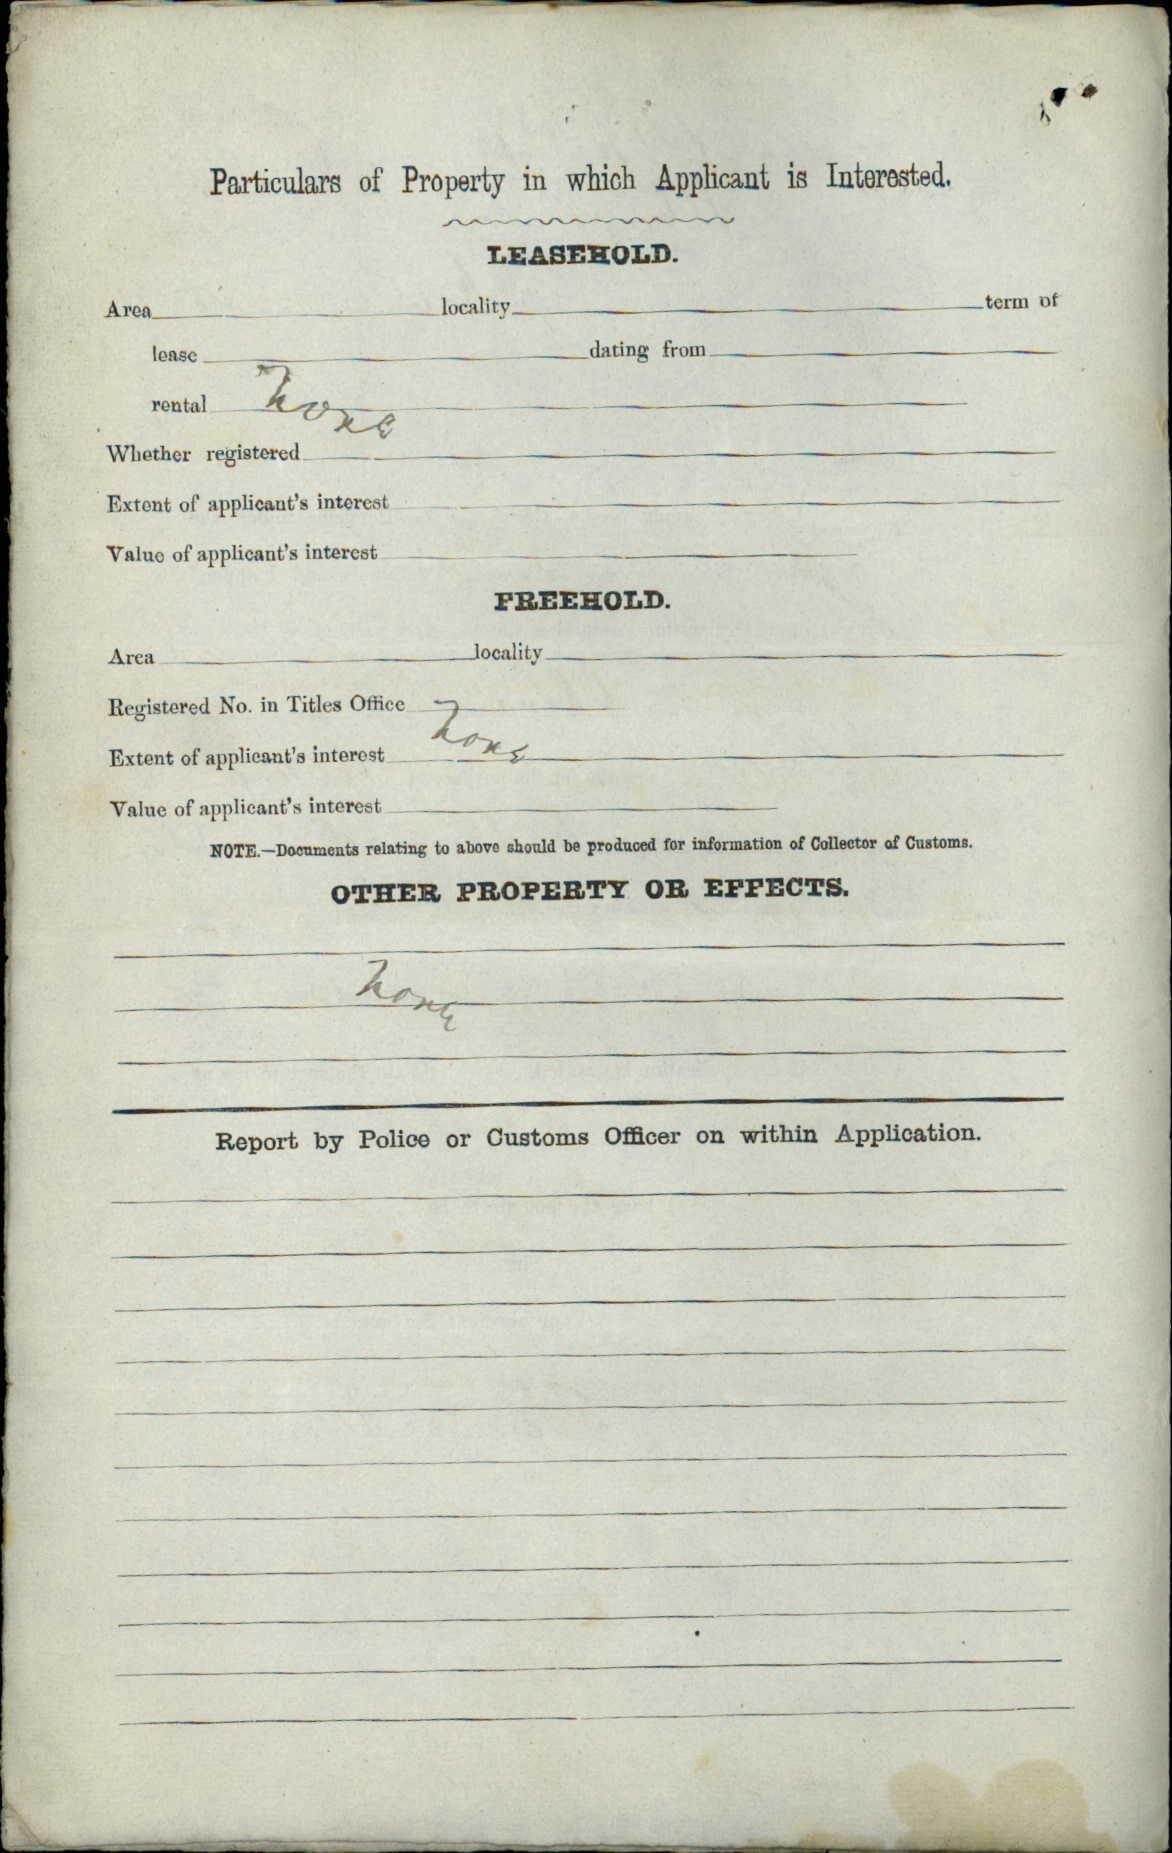 Particulars of Property in which Applicant is Interested.
LEASEHOLD.
Area locality term of
lease dating from
rental None
Whether registered
Extent of applicant's interest
Value of applicant's interest
FREEHOLD.
Area locality
Registered No. in Titles Office
None
Extent of applicant's interest
Value of applicant's interest
NOTE.—Documents relating to above should be produced for information of Collector of Customs.
OTHER PROPERTY OR EFFECTS.
None
Report by Police or Customs Officer on within Application.